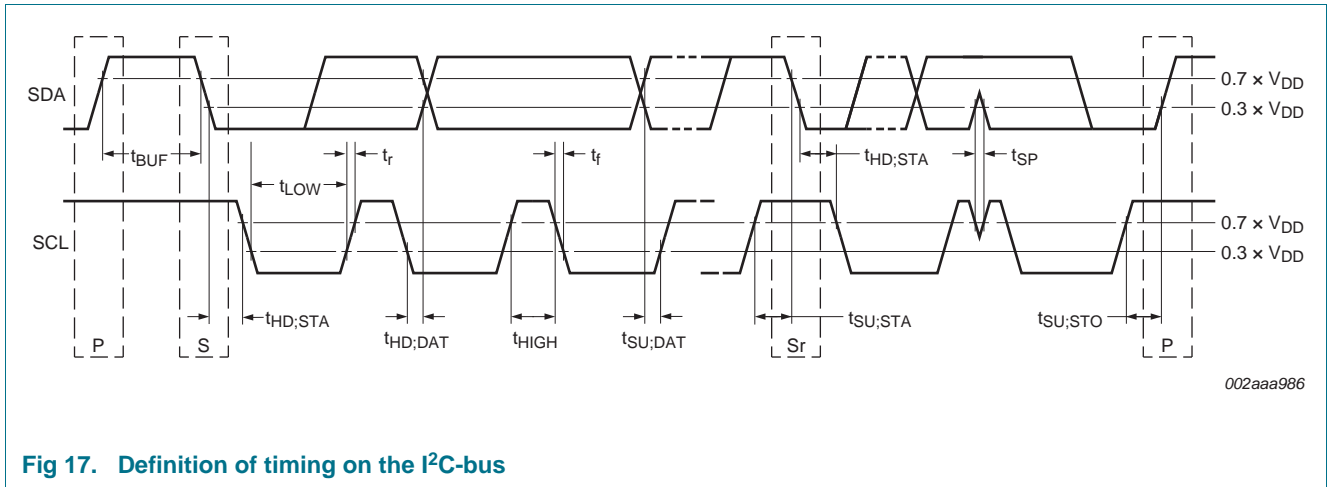 SDA
0.7 × VDD
0.3 × VDD
tBUF
tr
tf
tHD;STA
tSP
tLOW
SCL
0.7 × VDD
0.3 × VDD
tHD;STA
tHD;DAT
tHIGH
tSU;DAT
tSU;STA
tSU;STO
P
S
Sr
P
002aaa986
Fig 17. Definition of timing on the I²C-bus